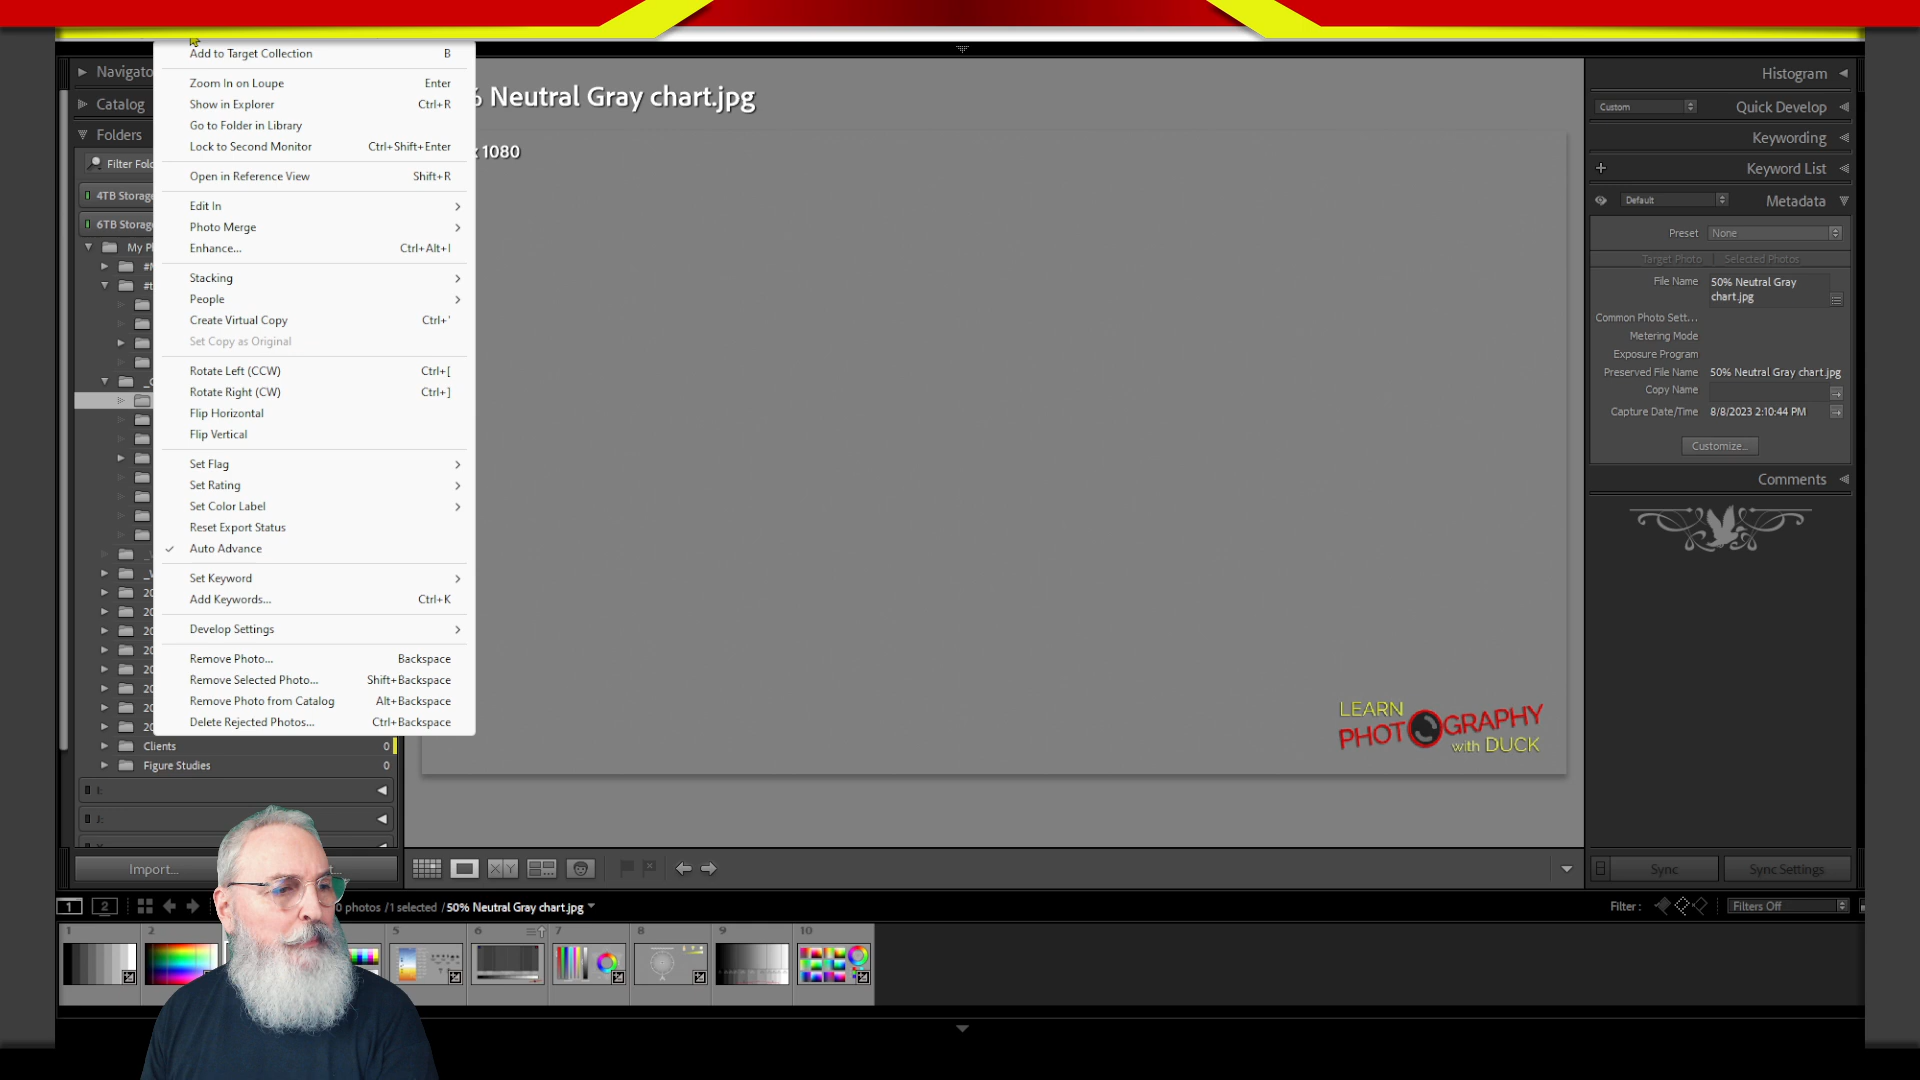 Add to Target Collection B
Zoom In on Loupe Enter
Show in Explorer Ctrl+R
Go to Folder in Library
Lock to Second Monitor Ctrl+Shift+Enter
Open in Reference View Shift+R
Edit In
Photo Merge
Enhance... Ctrl+Alt+I
Stacking
People
Create Virtual Copy Ctrl+'
Set Copy as Original
Rotate Left (CCW) Ctrl+[
Rotate Right (CW) Ctrl+]
Flip Horizontal
Flip Vertical
Set Flag
Set Rating
Set Color Label
Reset Export Status
Auto Advance
Set Keyword
Add Keywords... Ctrl+K
Develop Settings
Remove Photo... Backspace
Remove Selected Photo... Shift+Backspace
Remove Photo from Catalog Alt+Backspace
Delete Rejected Photos... Ctrl+Backspace
Catalog
Folders
4TB
6TB
My
Clients 0
Figure Studies 0
I:
J:
Import...
% Neutral Gray chart.jpg
x 1080
LEARN
PHOTOGRAPHY
with DUCK
Histogram
Custom Quick Develop
Keywording
+ Keyword List
Default Metadata
Preset None
Target Photo Selected Photos
File Name 50% Neutral Gray
chart.jpg
Common Photo Sett...
Metering Mode
Exposure Program
Preserved File Name 50% Neutral Gray chart.jpg
Copy Name
Capture Date/Time 8/8/2023 2:10:44 PM
Customize...
Comments
XY
Sync Sync Settings
1 2
photos /1 selected /50% Neutral Gray chart.jpg
Filter : Filters Off
1 2 5 6 7 8 9 10